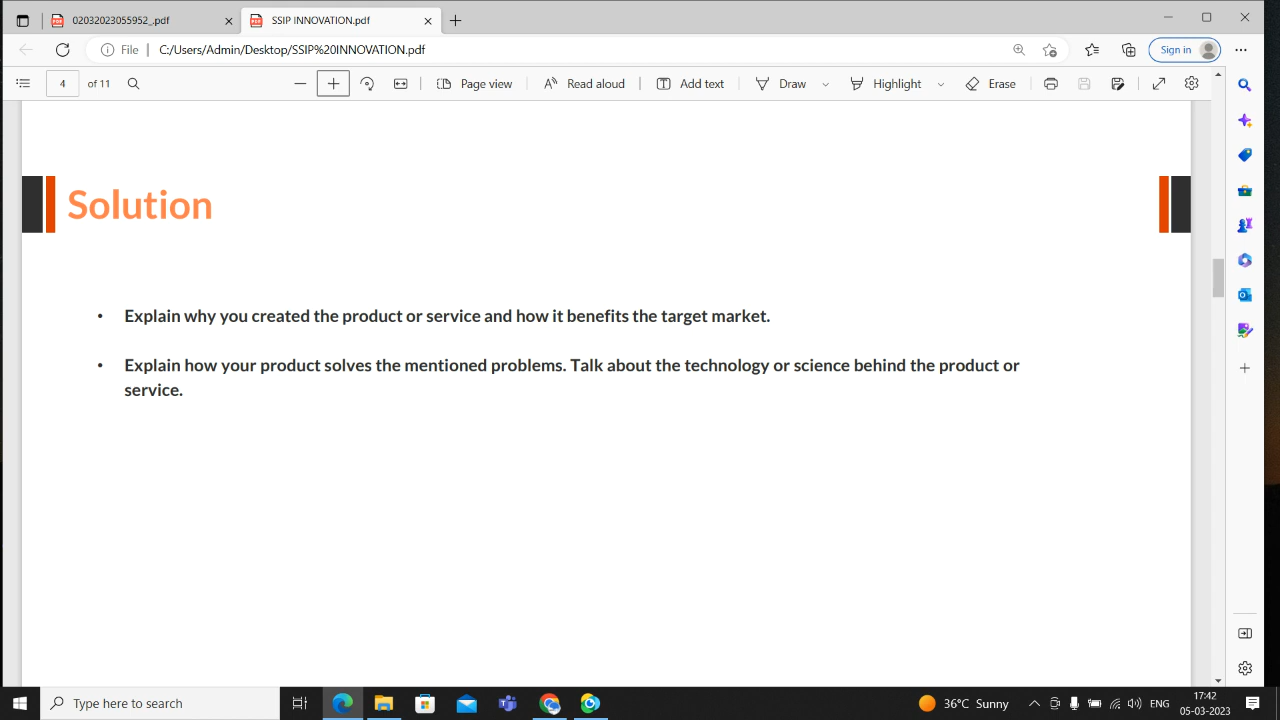 02032023055952_.pdf
SSIP INNOVATION.pdf
File
C:/Users/Admin/Desktop/SSIP%20INNOVATION.pdf
Sign in
4 of 11
Page view
Read aloud
Add text
Draw
Highlight
Erase
Solution
• Explain why you created the product or service and how it benefits the target market.
• Explain how your product solves the mentioned problems. Talk about the technology or science behind the product or
service.
Type here to search
36°C Sunny
ENG
17:42
05-03-2023